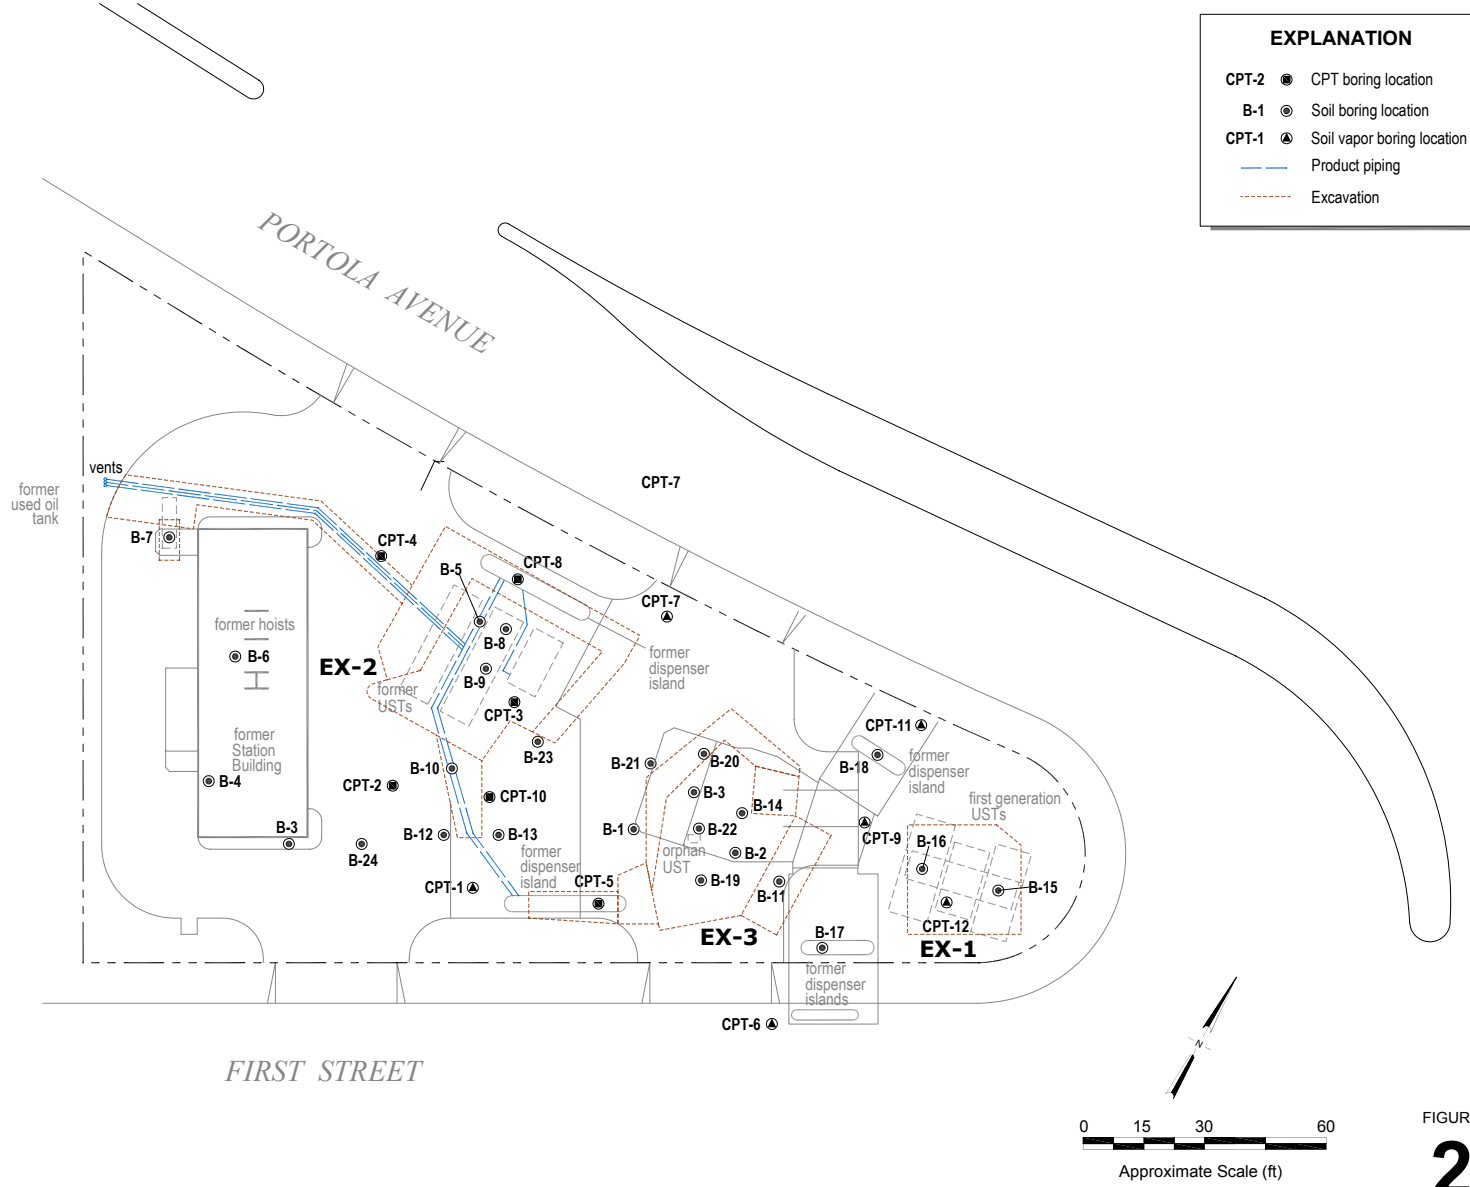 EXPLANATION
CPT-2 CPT boring location
B-1 Soil boring location
CPT-1 Soil vapor boring location
Product piping
Excavation
PORTOLA AVENUE
vents
former
used oil
tank
B-7
CPT-7
CPT-4
CPT-8
B-5
CPT-7
former hoists
B-6
B-8
EX-2
B-9
former
USTs
former
dispenser
island
CPT-3
former
Station
Building
B-4
B-23
B-10
CPT-2
CPT-10
B-21
B-20
B-3
B-14
CPT-11
B-18
former
dispenser
island
first generation
USTs
B-3
B-24
B-12
B-13
B-1
B-22
B-2
orphan
UST
CPT-9
B-16
former
dispenser
island
CPT-1
CPT-5
B-19
B-11
B-15
CPT-12
EX-3
EX-1
B-17
former
dispenser
islands
CPT-6
FIRST STREET
N
0 15 30 60
Approximate Scale (ft)
FIGUR
2